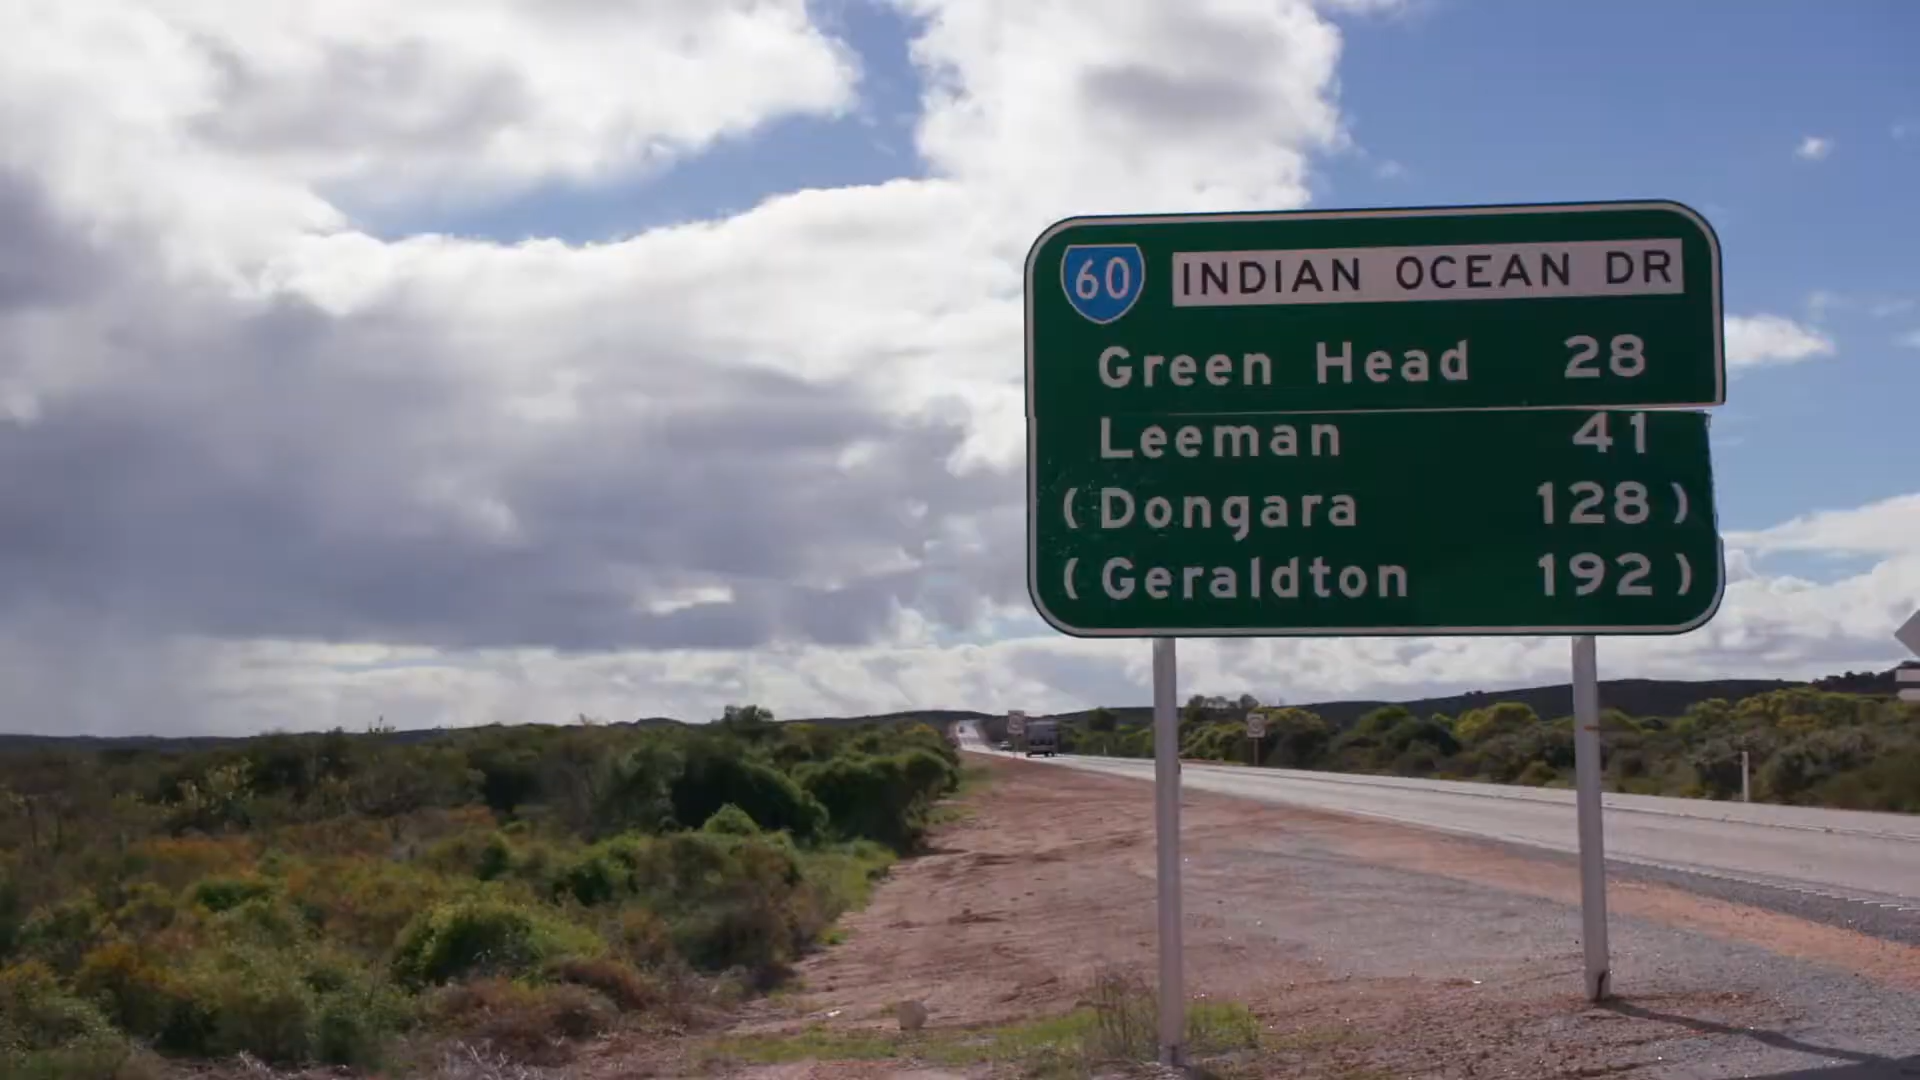 60 INDIAN OCEAN DR
Green Head 28
Leeman 41
(Dongara 128)
(Geraldton 192)